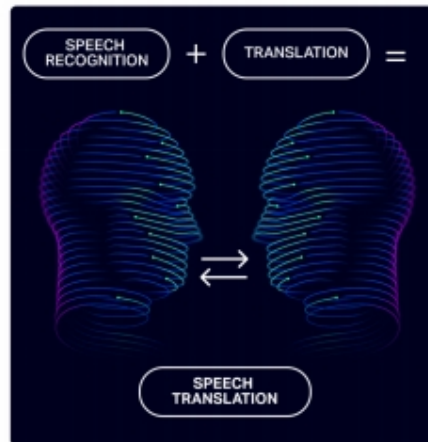 SPEECH
RECOGNITION
+
TRANSLATION
=
SPEECH
TRANSLATION